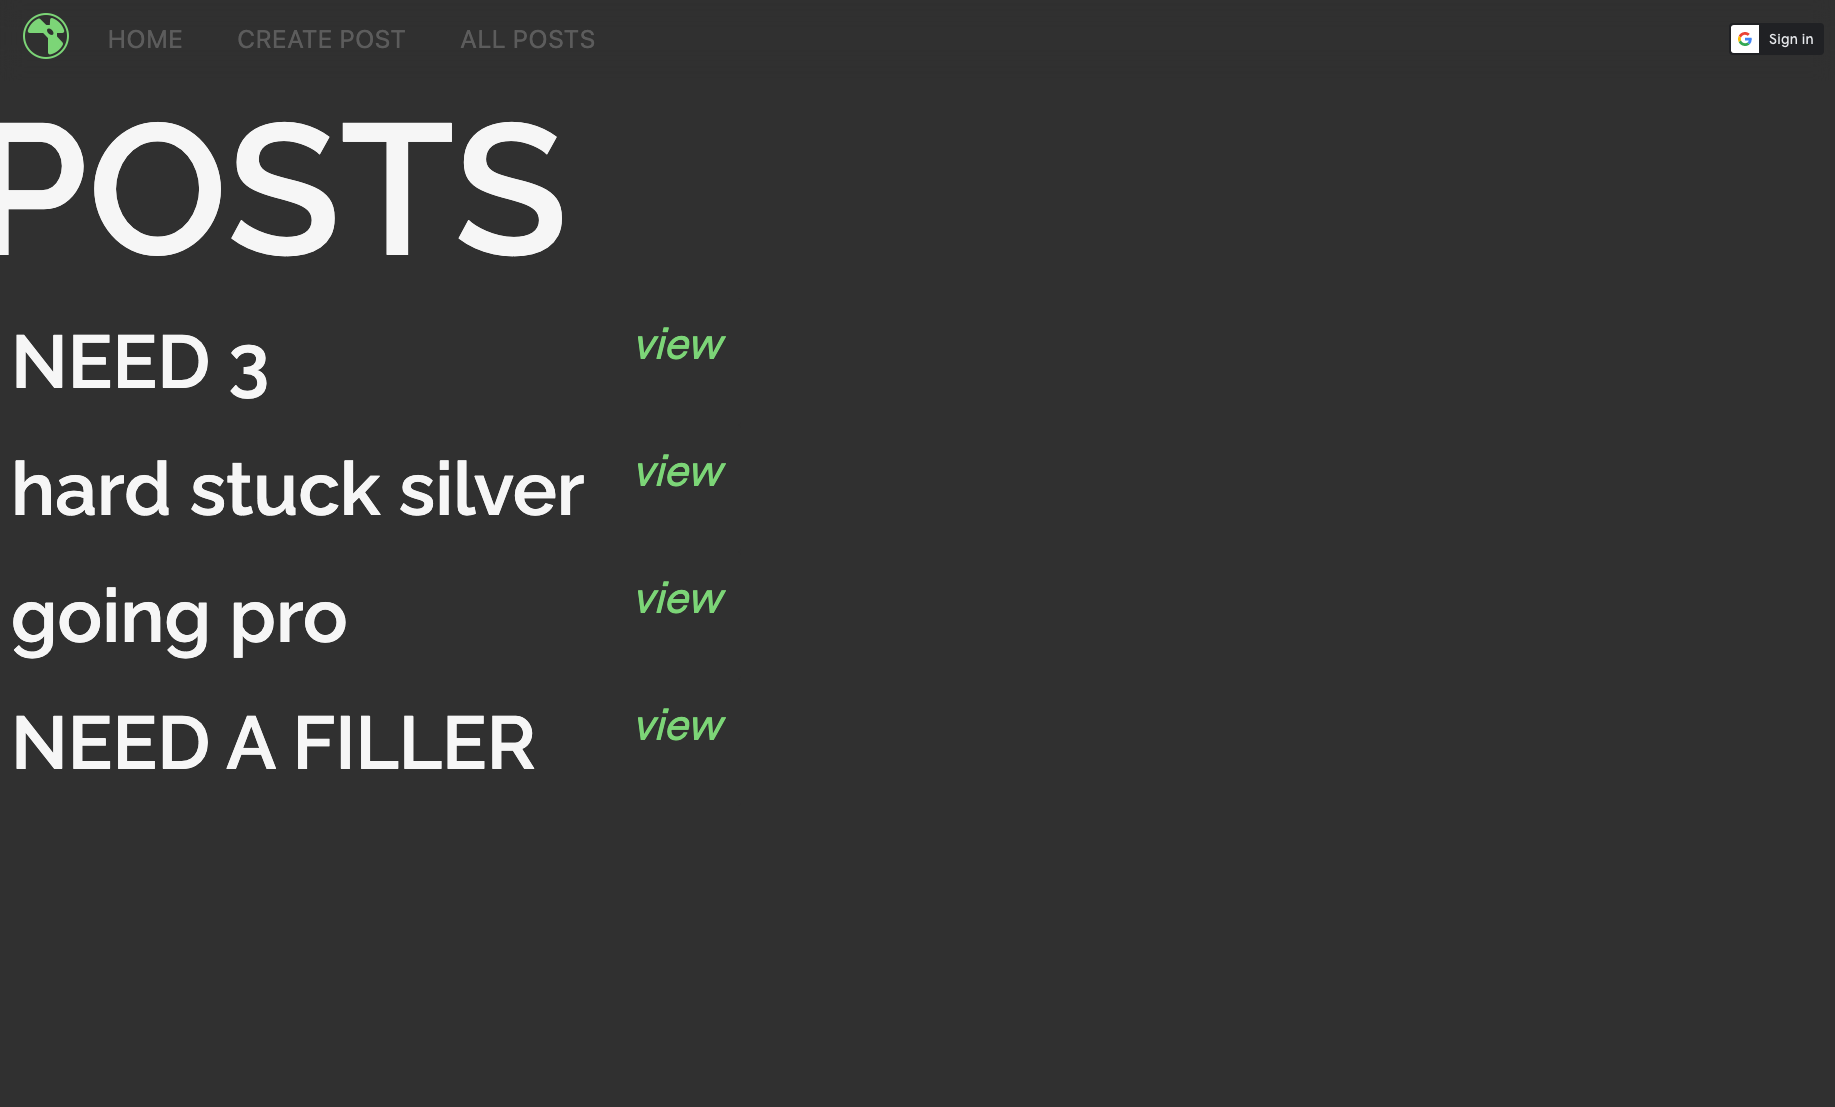 HOME CREATE POST ALL POSTS Sign in
POSTS
NEED 3 view
hard stuck silver view
going pro view
NEED A FILLER view